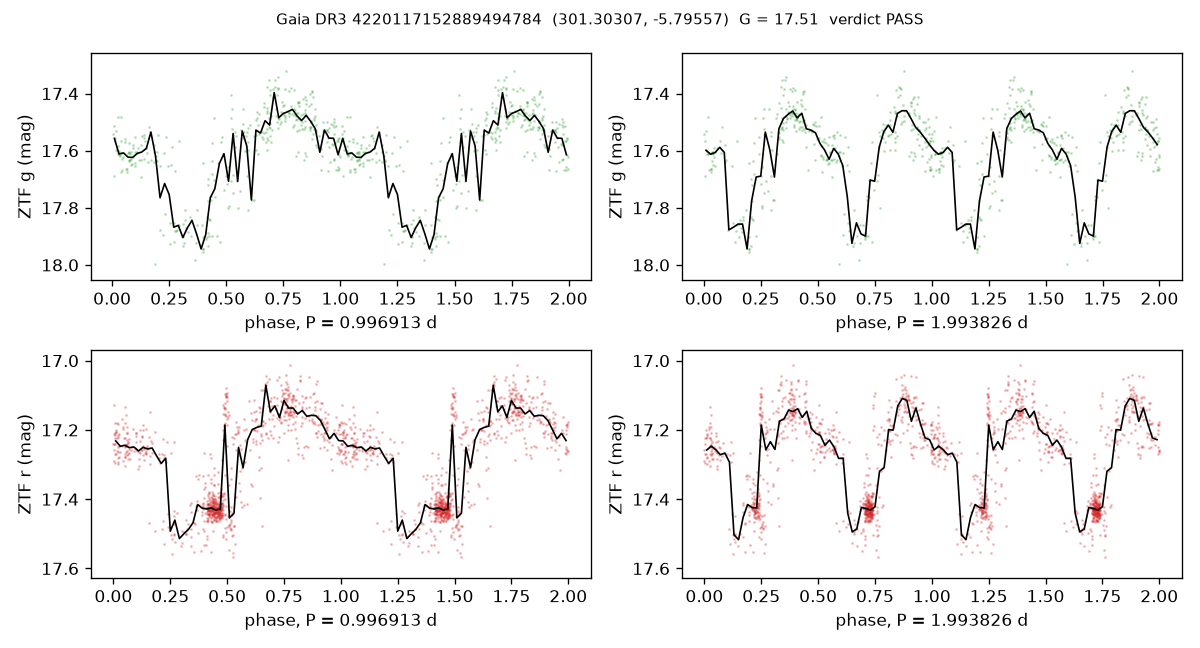 Gaia DR3 4220117152889494784 (301.30307, -5.79557) G = 17.51 verdict PASS
ZTF g (mag)
17.4
17.6
17.8
18.0
0.00 0.25 0.50 0.75 1.00 1.25 1.50 1.75 2.00
phase, P = 0.996913 d
ZTF g (mag)
17.4
17.6
17.8
18.0
0.00 0.25 0.50 0.75 1.00 1.25 1.50 1.75 2.00
phase, P = 1.993826 d
ZTF r (mag)
17.0
17.2
17.4
17.6
0.00 0.25 0.50 0.75 1.00 1.25 1.50 1.75 2.00
phase, P = 0.996913 d
ZTF r (mag)
17.0
17.2
17.4
17.6
0.00 0.25 0.50 0.75 1.00 1.25 1.50 1.75 2.00
phase, P = 1.993826 d